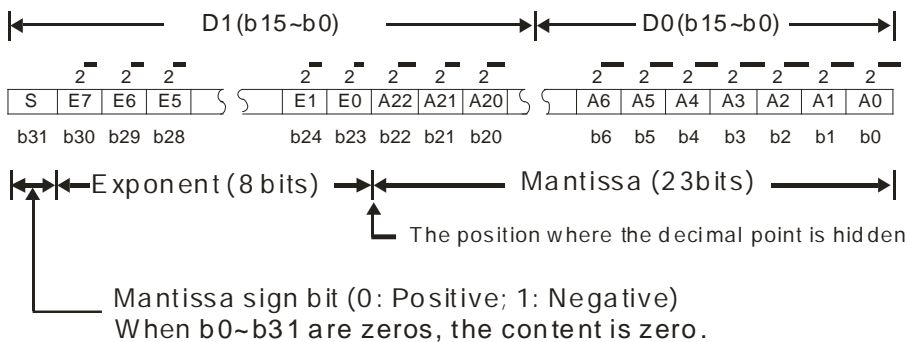 D1(b15~b0) D0(b15~b0)
2 2 2 2 2 2 2 2 2 2 2 2 2 2 2
S E7 E6 E5 E1 E0 A22 A21 A20 A6 A5 A4 A3 A2 A1 A0
b31 b30 b29 b28 b24 b23 b22 b21 b20 b6 b5 b4 b3 b2 b1 b0
Exponent (8 bits) Mantissa (23bits)
The position where the decimal point is hidden
Mantissa sign bit (0: Positive; 1: Negative)
When b0~b31 are zeros, the content is zero.